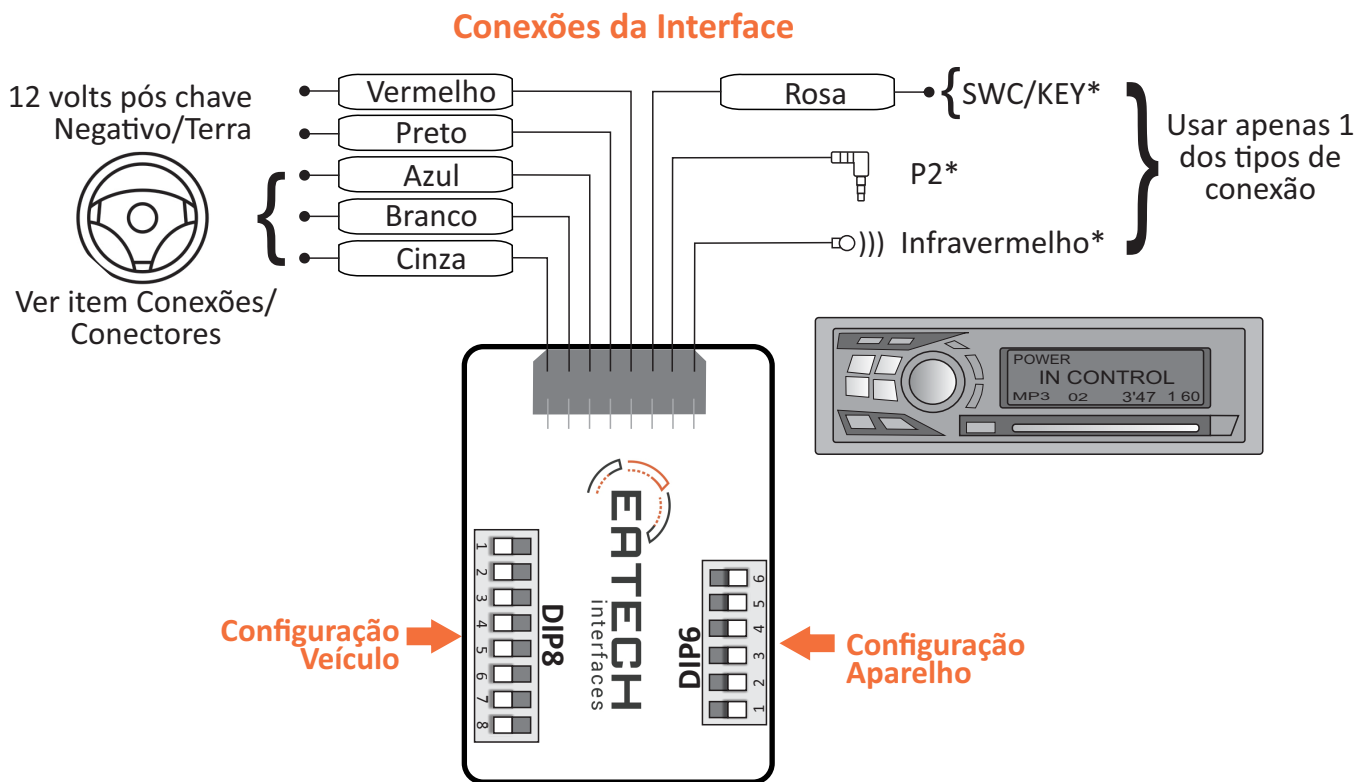 Conexões da Interface
12 volts pós chave
Negativo/Terra
Vermelho
Preto
Azul
Branco
Cinza
Ver item Conexões/
Conectores
Rosa
SWC/KEY*
P2*
Infravermelho*
Usar apenas 1
dos tipos de
conexão
POWER
IN CONTROL
MP3 02 3'47 1 60
EATECH
interfaces
1
2
3
4
5
6
7
8
DIP8
Configuração
Veículo
6
5
4
3
2
1
DIP6
Configuração
Aparelho